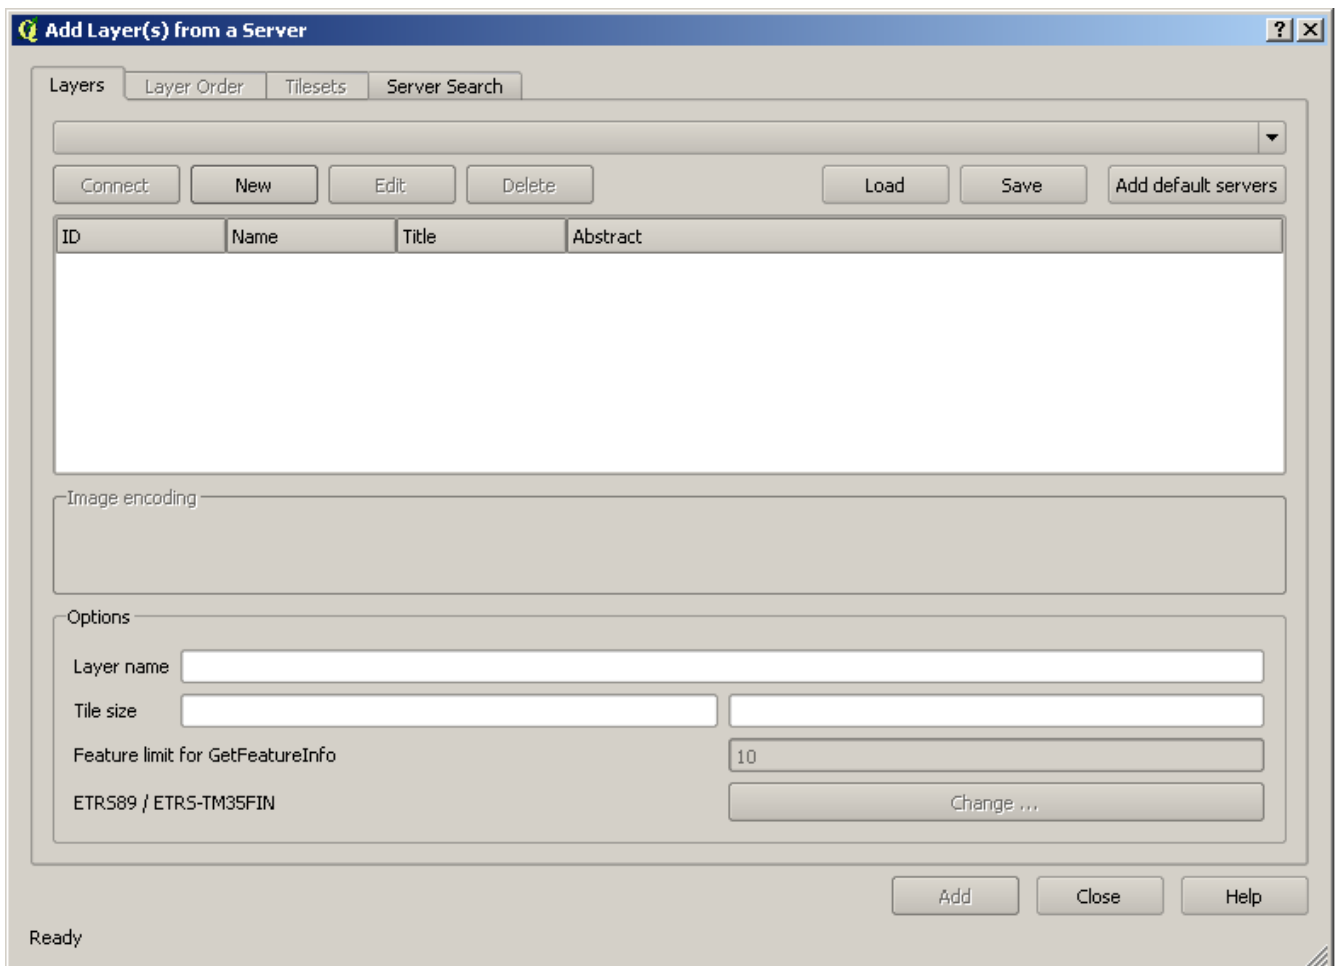 Add Layer(s) from a Server
Layers Layer Order Tilesets Server Search
Connect New Edit Delete Load Save Add default servers
ID Name Title Abstract
Image encoding
Options
Layer name
Tile size
Feature limit for GetFeatureInfo 10
ETRS89 / ETRS-TM35FIN Change ...
Add Close Help
Ready